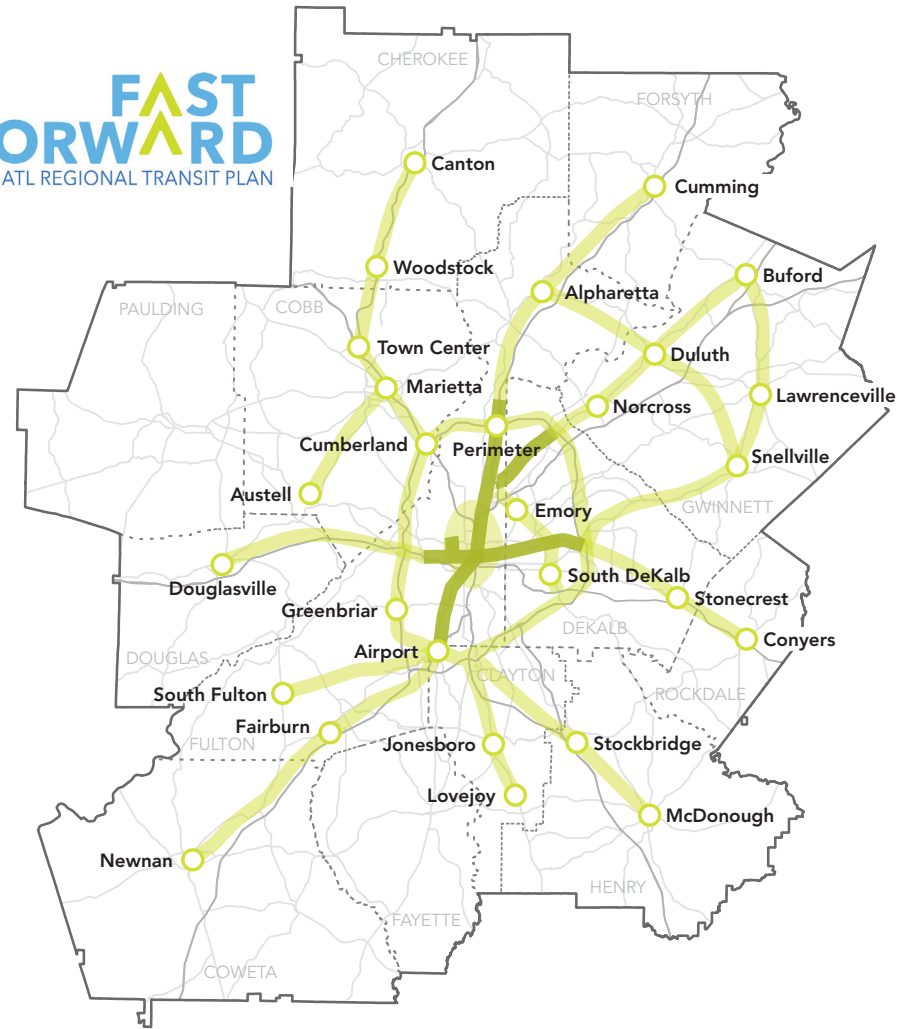 FAST
ORWARD
ATL REGIONAL TRANSIT PLAN
CHEROKEE
FORSYTH
Canton
Cumming
Woodstock
Buford
Alpharetta
PAULDING
COBB
Town Center
Duluth
Marietta
Lawrenceville
Norcross
Cumberland
Perimeter
Snellville
Austell
Emory
GWINNETT
Douglasville
South DeKalb
Stonecrest
Greenbriar
DEKALB
Conyers
Airport
DOUGLAS
CLAYTON
South Fulton
ROCKDALE
Fairburn
FULTON
Jonesboro
Stockbridge
Lovejoy
McDonough
Newnan
HENRY
FAYETTE
COWETA